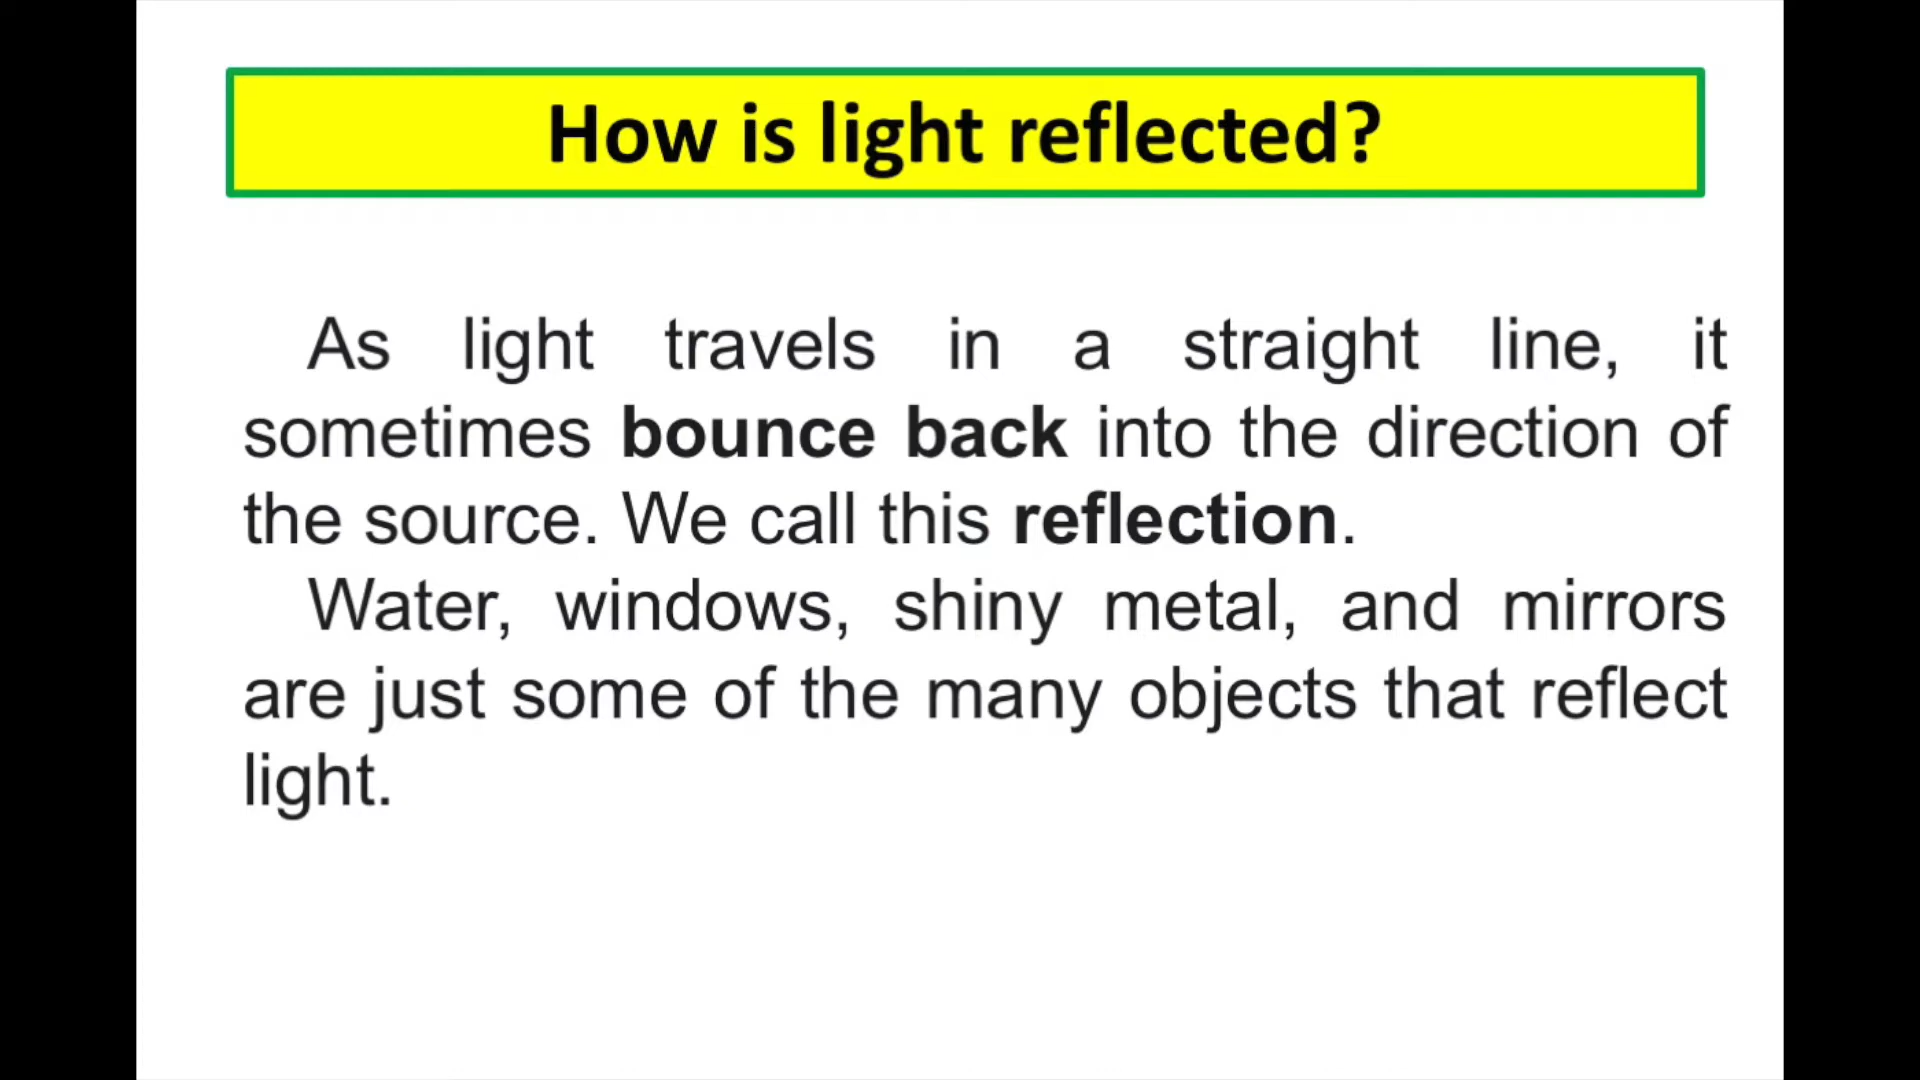 How is light reflected?
As light travels in a straight line, it
sometimes bounce back into the direction of
the source. We call this reflection.
Water, windows, shiny metal, and mirrors
are just some of the many objects that reflect
light.